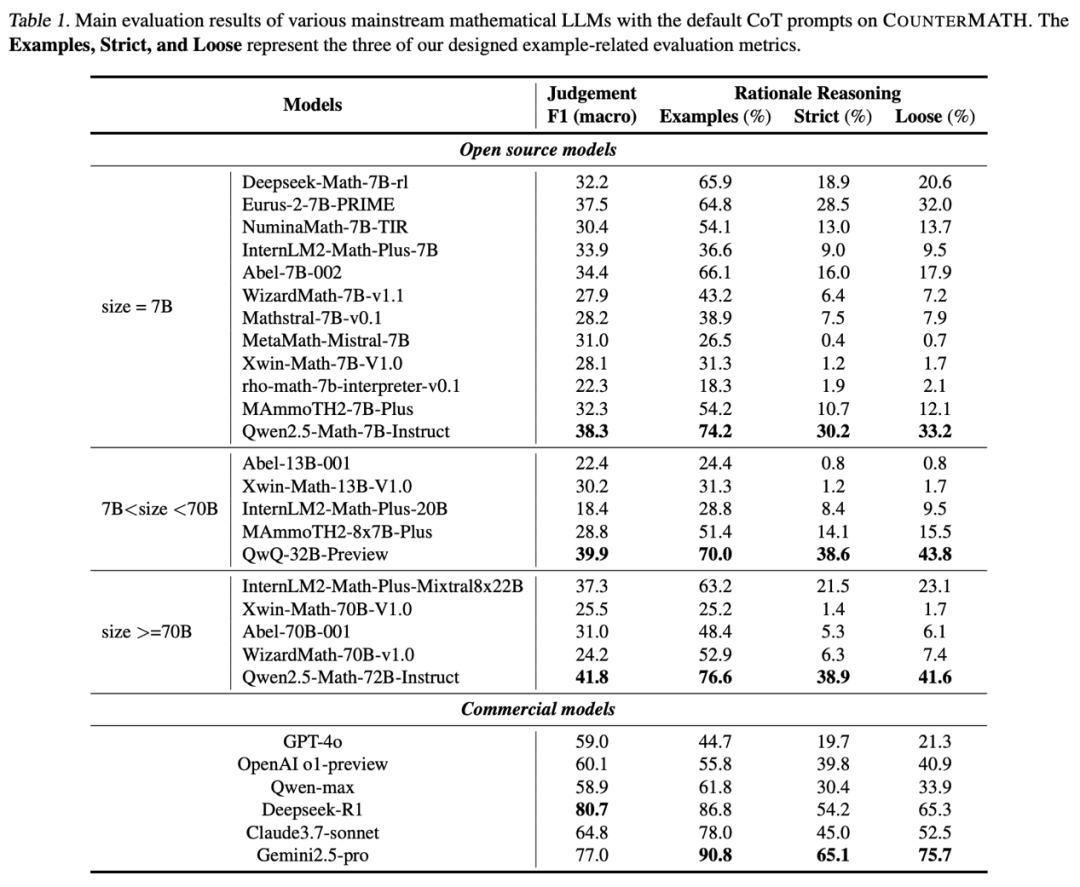 Table 1. Main evaluation results of various mainstream mathematical LLMs with the default CoT prompts on COUNTERMATH. The
Examples, Strict, and Loose represent the three of our designed example-related evaluation metrics.
Models Judgement F1 (macro) Rationale Reasoning
Examples (%) Strict (%) Loose (%)
Open source models
size = 7B
Deepseek-Math-7B-rl 32.2 65.9 18.9 20.6
Eurus-2-7B-PRIME 37.5 64.8 28.5 32.0
NuminaMath-7B-TIR 30.4 54.1 13.0 13.7
InternLM2-Math-Plus-7B 33.9 36.6 9.0 9.5
Abel-7B-002 34.4 66.1 16.0 17.9
WizardMath-7B-v1.1 27.9 43.2 6.4 7.2
Mathstral-7B-v0.1 28.2 38.9 7.5 7.9
MetaMath-Mistral-7B 31.0 26.5 0.4 0.7
Xwin-Math-7B-V1.0 28.1 31.3 1.2 1.7
rho-math-7b-interpreter-v0.1 22.3 18.3 1.9 2.1
MAmmoTH2-7B-Plus 32.3 54.2 10.7 12.1
Qwen2.5-Math-7B-Instruct 38.3 74.2 30.2 33.2
7B<size <70B
Abel-13B-001 22.4 24.4 0.8 0.8
Xwin-Math-13B-V1.0 30.2 31.3 1.2 1.7
InternLM2-Math-Plus-20B 18.4 28.8 8.4 9.5
MAmmoTH2-8x7B-Plus 28.8 51.4 14.1 15.5
QwQ-32B-Preview 39.9 70.0 38.6 43.8
size >=70B
InternLM2-Math-Plus-Mixtral8x22B 37.3 63.2 21.5 23.1
Xwin-Math-70B-V1.0 25.5 25.2 1.4 1.7
Abel-70B-001 31.0 48.4 5.3 6.1
WizardMath-70B-v1.0 24.2 52.9 6.3 7.4
Qwen2.5-Math-72B-Instruct 41.8 76.6 38.9 41.6
Commercial models
GPT-4o 59.0 44.7 19.7 21.3
OpenAI o1-preview 60.1 55.8 39.8 40.9
Qwen-max 58.9 61.8 30.4 33.9
Deepseek-R1 80.7 86.8 54.2 65.3
Claude3.7-sonnet 64.8 78.0 45.0 52.5
Gemini2.5-pro 77.0 90.8 65.1 75.7